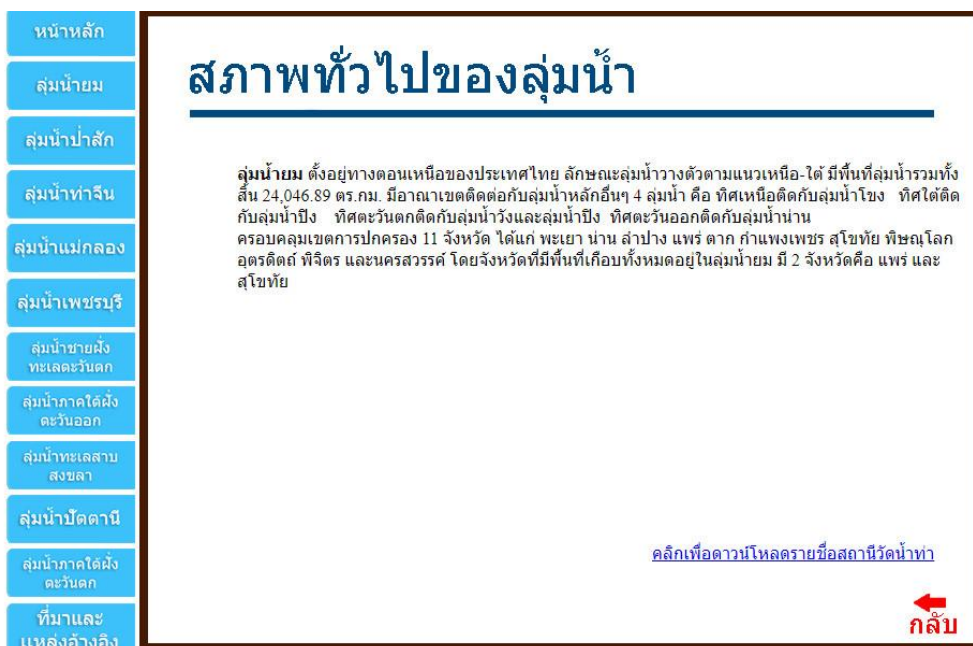 หน้าหลัก
ลุ่มน้ำยม
ลุ่มน้ำป่าสัก
ลุ่มน้ำท่าจีน
ลุ่มน้ำแม่กลอง
ลุ่มน้ำเพชรบุรี
ลุ่มน้ำชายฝั่ง
ทะเลตะวันตก
ลุ่มน้ำภาคใต้ฝั่ง
ตะวันออก
ลุ่มน้ำทะเลสาบ
สงขลา
ลุ่มน้ำปัตตานี
ลุ่มน้ำภาคใต้ฝั่ง
ตะวันตก
ที่มาและ
แหล่งอ้างอิง
สภาพทั่วไปของลุ่มน้ำ
ลุ่มน้ำยม ตั้งอยู่ทางตอนเหนือของประเทศไทย ลักษณะลุ่มน้ำวางตัวตามแนวเหนือ-ใต้ มีพื้นที่ลุ่มน้ำรวมทั้ง
สิ้น 24,046.89 ตร.กม. มีอาณาเขตติดต่อกับลุ่มน้ำหลักอื่นๆ 4 ลุ่มน้ำ คือ ทิศเหนือติดกับลุ่มน้ำโขง ทิศใต้ติด
กับลุ่มน้ำปิง ทิศตะวันตกติดกับลุ่มน้ำวังและลุ่มน้ำปิง ทิศตะวันออกติดกับลุ่มน้ำน่าน
ครอบคลุมเขตการปกครอง 11 จังหวัด ได้แก่ พะเยา น่าน ลำปาง แพร่ ตาก กำแพงเพชร สุโขทัย พิษณุโลก
อุตรดิตถ์ พิจิตร และนครสวรรค์ โดยจังหวัดที่มีพื้นที่เกือบทั้งหมดอยู่ในลุ่มน้ำยม มี 2 จังหวัดคือ แพร่ และ
สุโขทัย
คลิกเพื่อดาวน์โหลดรายชื่อสถานีวัดน้ำท่า
กลับ